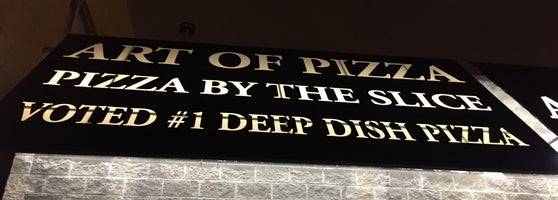 ART OF PIZZA
PIZZA BY THE SLICE
VOTED #1 DEEP DISH PIZZA